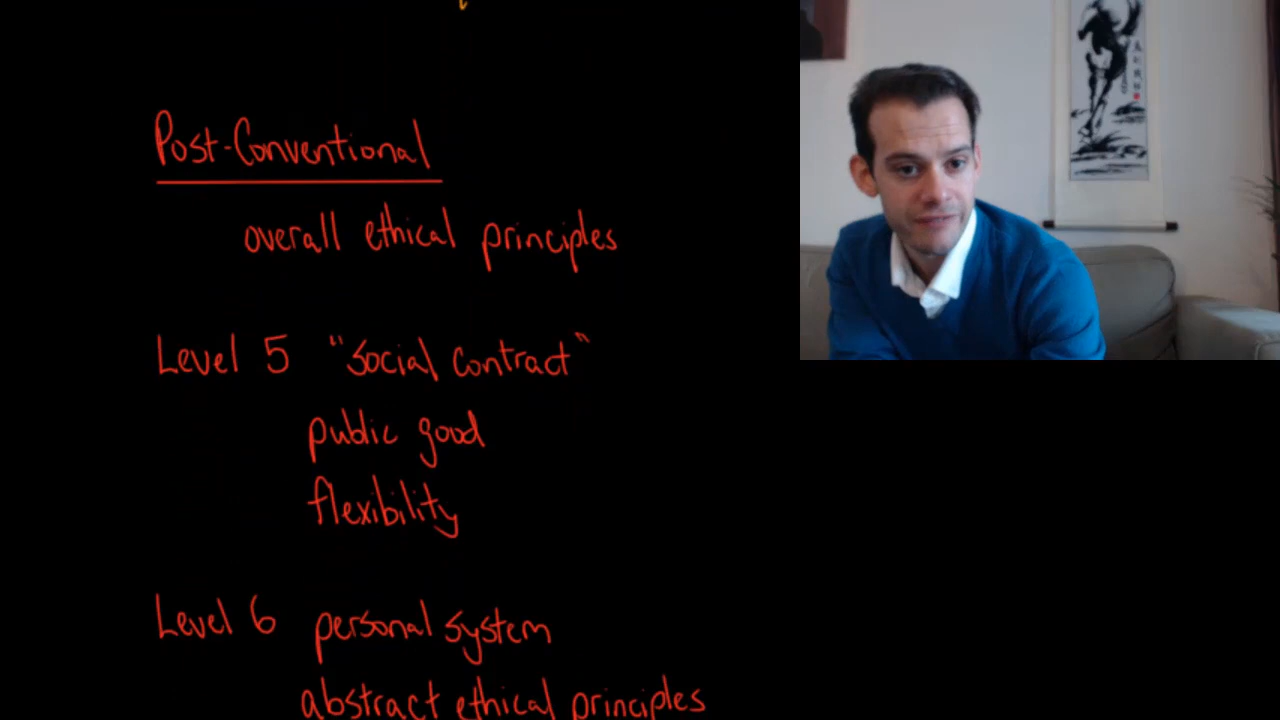 Post-Conventional
overall ethical principles
Level 5 "social contract"
public good
flexibility
Level 6 personal system
abstract ethical principles